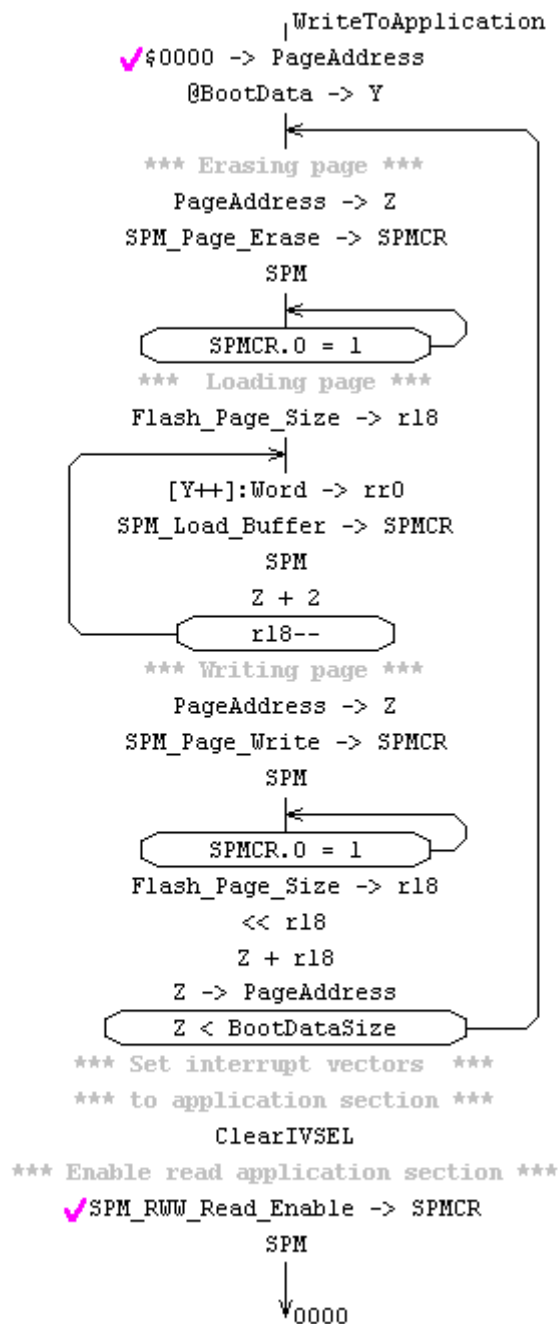 WriteToApplication
$0000 -> PageAddress
@BootData -> Y
*** Erasing page ***
PageAddress -> Z
SPM_Page_Erase -> SPMCR
SPM
SPMCR.0 = 1
***  Loading page ***
Flash_Page_Size -> r18
[Y++]:Word -> rr0
SPM_Load_Buffer -> SPMCR
SPM
Z + 2
r18--
*** Writing page ***
PageAddress -> Z
SPM_Page_Write -> SPMCR
SPM
SPMCR.0 = 1
Flash_Page_Size -> r18
<< r18
Z + r18
Z -> PageAddress
Z < BootDataSize
*** Set interrupt vectors  ***
*** to application section ***
ClearIVSEL
*** Enable read application section ***
SPM_RWW_Read_Enable -> SPMCR
SPM
0000